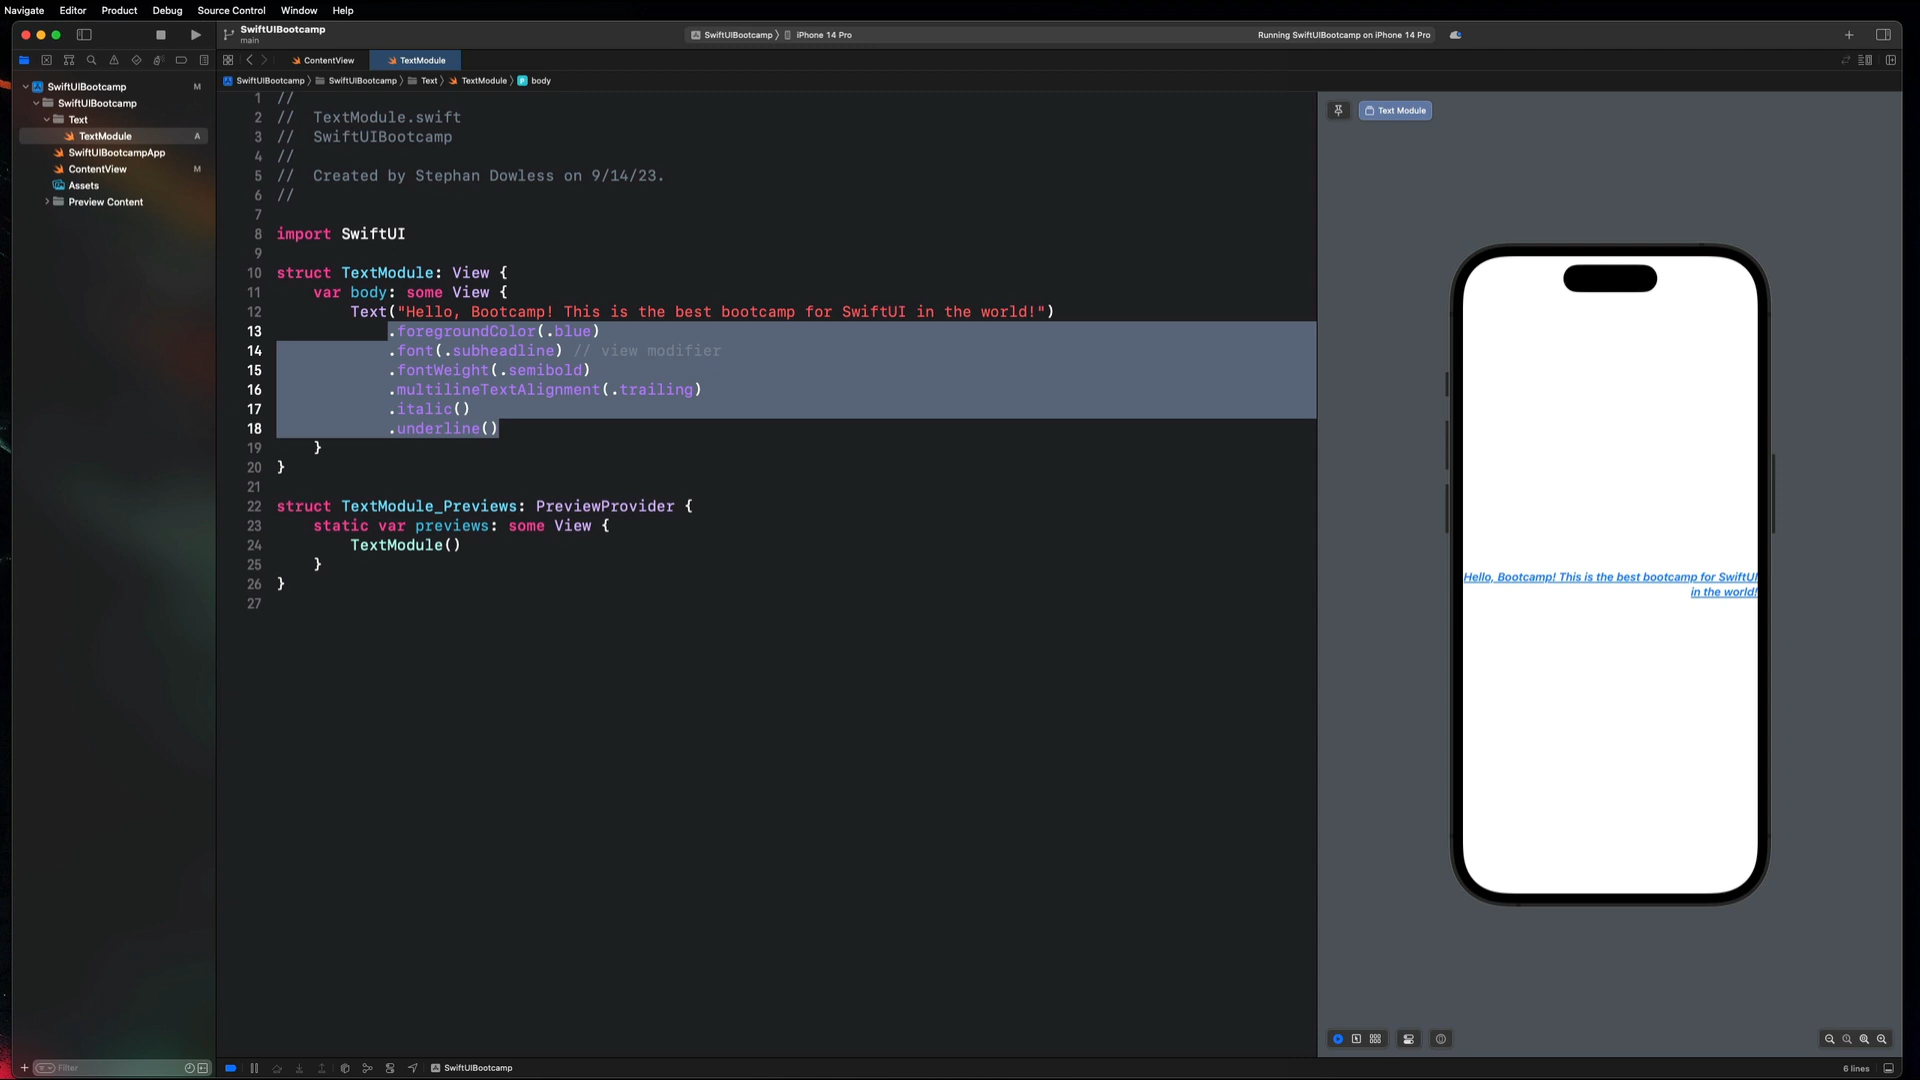 Navigate Editor Product Debug Source Control Window Help
SwiftUIBootcamp
main
SwiftUIBootcamp 〉 iPhone 14 Pro
Running SwiftUIBootcamp on iPhone 14 Pro
ContentView
TextModule
SwiftUIBootcamp 〉 SwiftUIBootcamp 〉 Text 〉 TextModule 〉 body
SwiftUIBootcamp M
SwiftUIBootcamp
Text
TextModule A
SwiftUIBootcampApp
ContentView M
Assets
Preview Content
1 //
2 //  TextModule.swift
3 //  SwiftUIBootcamp
4 //
5 //  Created by Stephan Dowless on 9/14/23.
6 //
7
8 import SwiftUI
9
10 struct TextModule: View {
11     var body: some View {
12         Text("Hello, Bootcamp! This is the best bootcamp for SwiftUI in the world!")
13             .foregroundColor(.blue)
14             .font(.subheadline) // view modifier
15             .fontWeight(.semibold)
16             .multilineTextAlignment(.trailing)
17             .italic()
18             .underline()
19     }
20 }
21
22 struct TextModule_Previews: PreviewProvider {
23     static var previews: some View {
24         TextModule()
25     }
26 }
27
Text Module
Hello, Bootcamp! This is the best bootcamp for SwiftUI
in the world!
Filter
SwiftUIBootcamp
6 lines